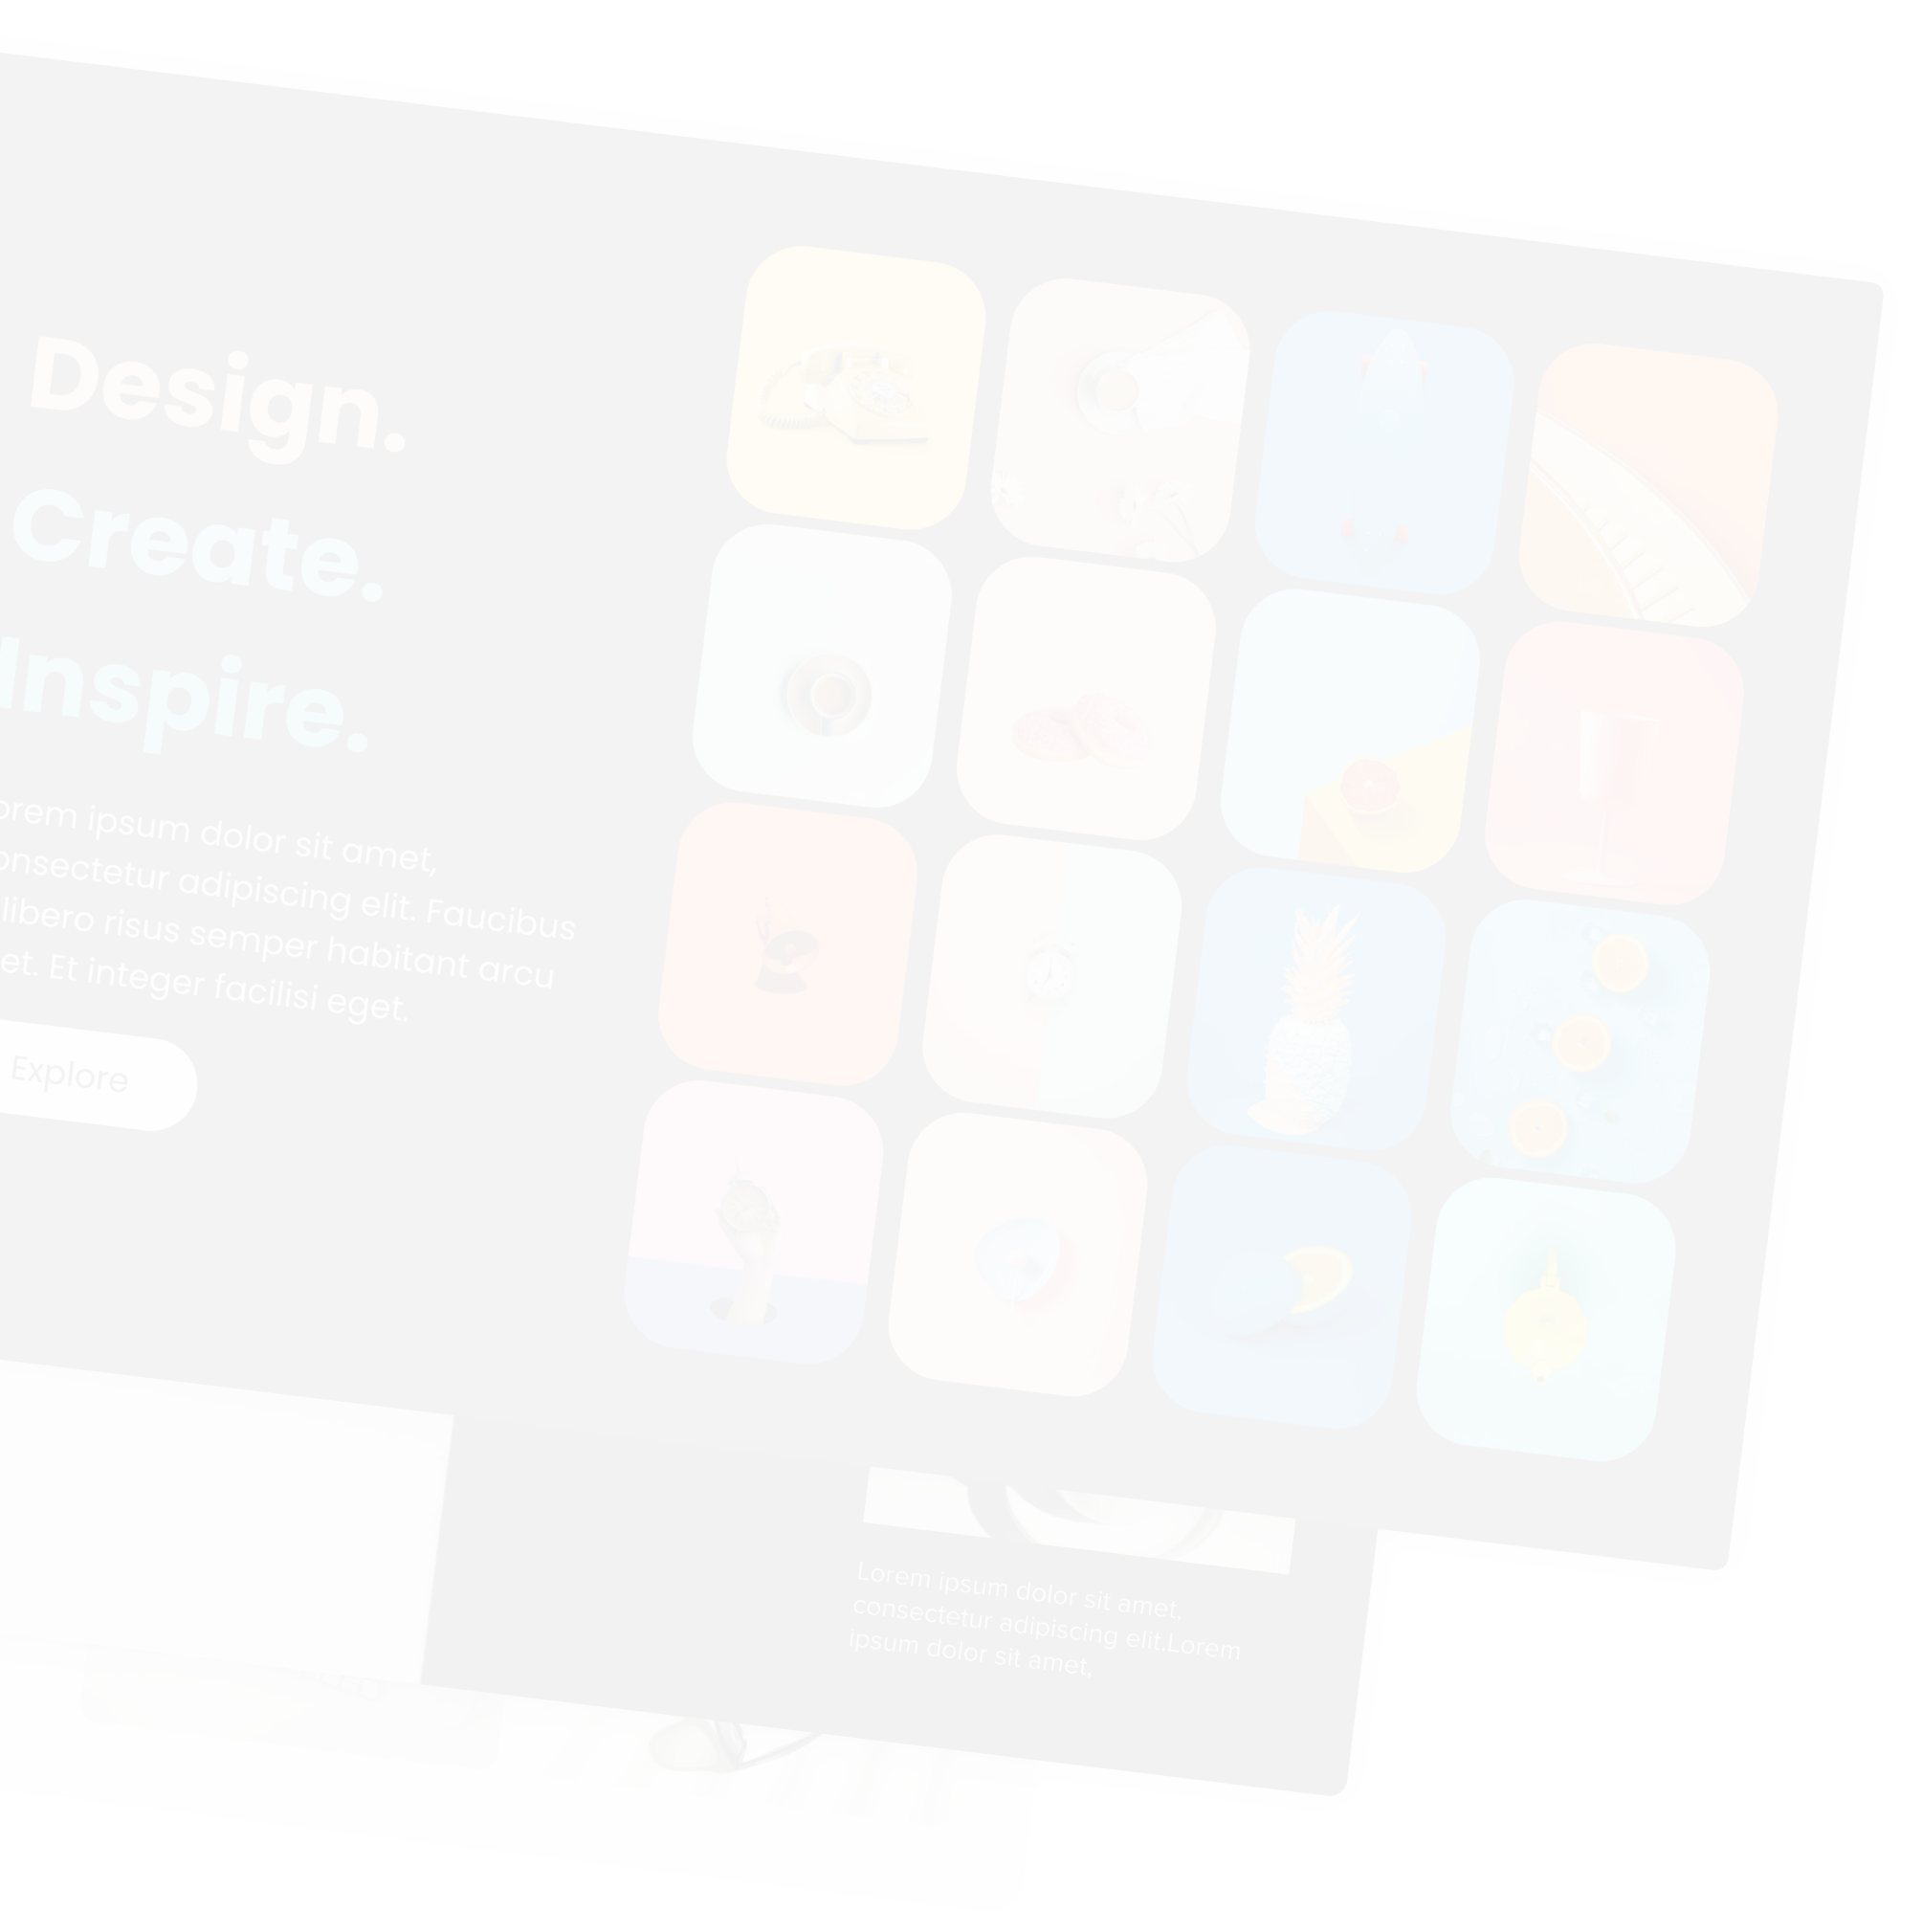 Design.
Create.
Inspire.
orem ipsum dolor sit amet,
onsectetur adipiscing elit. Faucibus
libero risus semper habitant arcu
et. Et integer facilisi eget.
Explore
Lorem ipsum dolor sit amet,
consectetur adipiscing elit.Lorem
ipsum dolor sit amet,